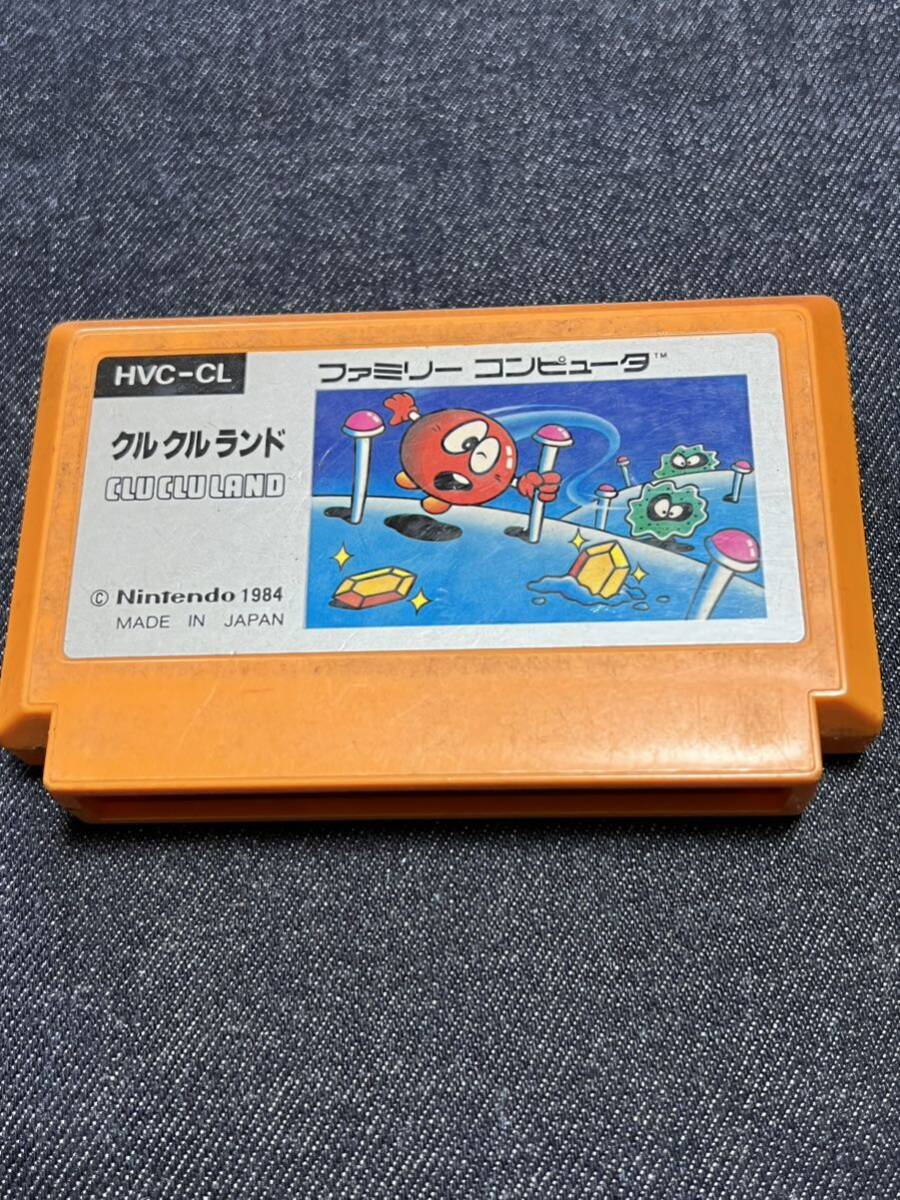 HVC-CL
ファミリー コンピュータ™
クルクルランド
CLU CLU LAND
© Nintendo 1984
MADE IN JAPAN